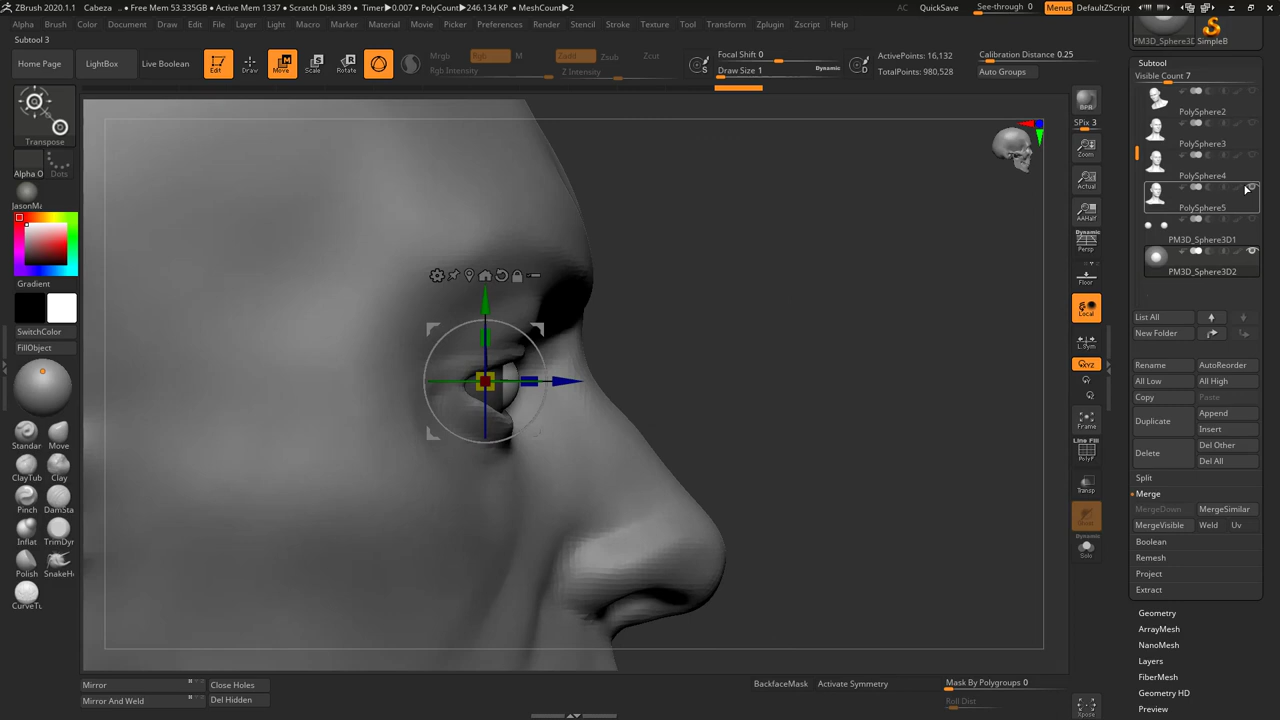 ZBrush 2020.1.1
Cabeza
• Free Mem 53.335GB • Active Mem 1337 • Scratch Disk 389 • Timer▶0.007 • PolyCount▶246.134 KP • MeshCount▶2
AC
QuickSave
See-through 0
Menus
DefaultZScript
Alpha
Brush
Color
Document
Draw
Edit
File
Layer
Light
Macro
Marker
Material
Movie
Picker
Preferences
Render
Stencil
Stroke
Texture
Tool
Transform
Zplugin
Zscript
Help
Subtool 3
Home Page
LightBox
Live Boolean
Edit
Draw
Move
Scale
Rotate
Mrgb
Rgb
M
Rgb Intensity
Zadd
Zsub
Zcut
Z Intensity
S
Focal Shift 0
Draw Size 1
Dynamic
D
ActivePoints: 16,132
TotalPoints: 980,528
Calibration Distance 0.25
Auto Groups
Transpose
Alpha O
Dots
JasonMa
Gradient
SwitchColor
FillObject
Standar
Move
ClayTub
Clay
Pinch
DamSta
Inflat
TrimDyr
Polish
SnakeH
CurveTu
BPR
SPix 3
Zoom
Actual
AAHalf
Dynamic
Persp
Floor
Local
L.Sym
XYZ
Frame
Line Fill
PolyF
Transp
Dynamic
Solo
Xpose
PM3D_Sphere3D
SimpleB
Subtool
Visible Count 7
PolySphere2
PolySphere3
PolySphere4
PolySphere5
PM3D_Sphere3D1
PM3D_Sphere3D2
List All
New Folder
Rename
AutoReorder
All Low
All High
Copy
Paste
Duplicate
Append
Insert
Delete
Del Other
Del All
Split
Merge
MergeDown
MergeSimilar
MergeVisible
Weld
Uv
Boolean
Remesh
Project
Extract
Geometry
ArrayMesh
NanoMesh
Layers
FiberMesh
Geometry HD
Preview
Mirror
Close Holes
Mirror And Weld
Del Hidden
BackfaceMask
Activate Symmetry
Mask By Polygroups 0
Roll Dist